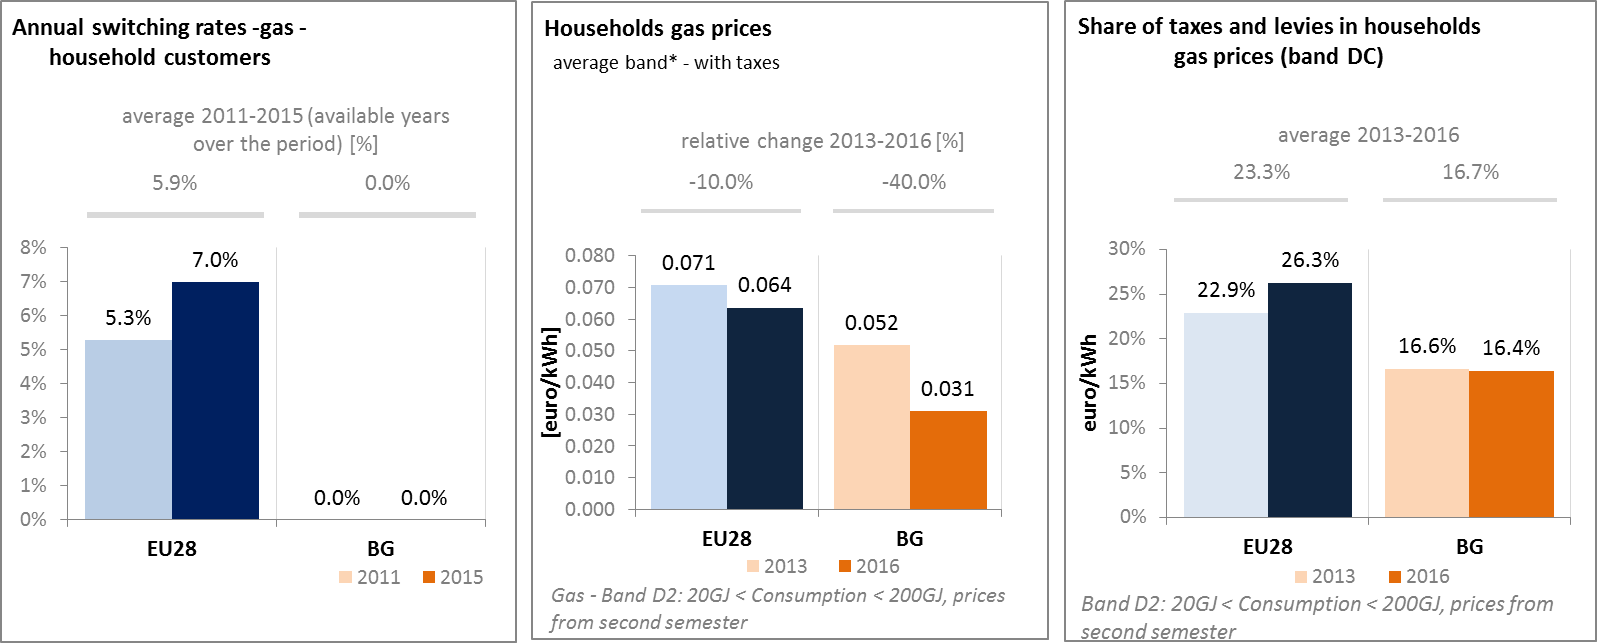 Annual switching rates -gas -
household customers
average 2011-2015 (available years
over the period) [%]
5.9% 0.0%
8%
7%
6%
5%
4%
3%
2%
1%
0%
5.3%
7.0%
0.0% 0.0%
EU28 BG
2011 2015
Households gas prices
average band* - with taxes
relative change 2013-2016 [%]
-10.0% -40.0%
[euro/kWh]
0.080
0.070
0.060
0.050
0.040
0.030
0.020
0.010
0.000
0.071
0.064
0.052
0.031
EU28 BG
2013 2016
Gas - Band D2: 20GJ < Consumption < 200GJ, prices
from second semester
Share of taxes and levies in households
gas prices (band DC)
average 2013-2016
23.3% 16.7%
euro/kWh
30%
25%
20%
15%
10%
5%
0%
22.9%
26.3%
16.6%
16.4%
EU28 BG
2013 2016
Band D2: 20GJ < Consumption < 200GJ, prices from
second semester